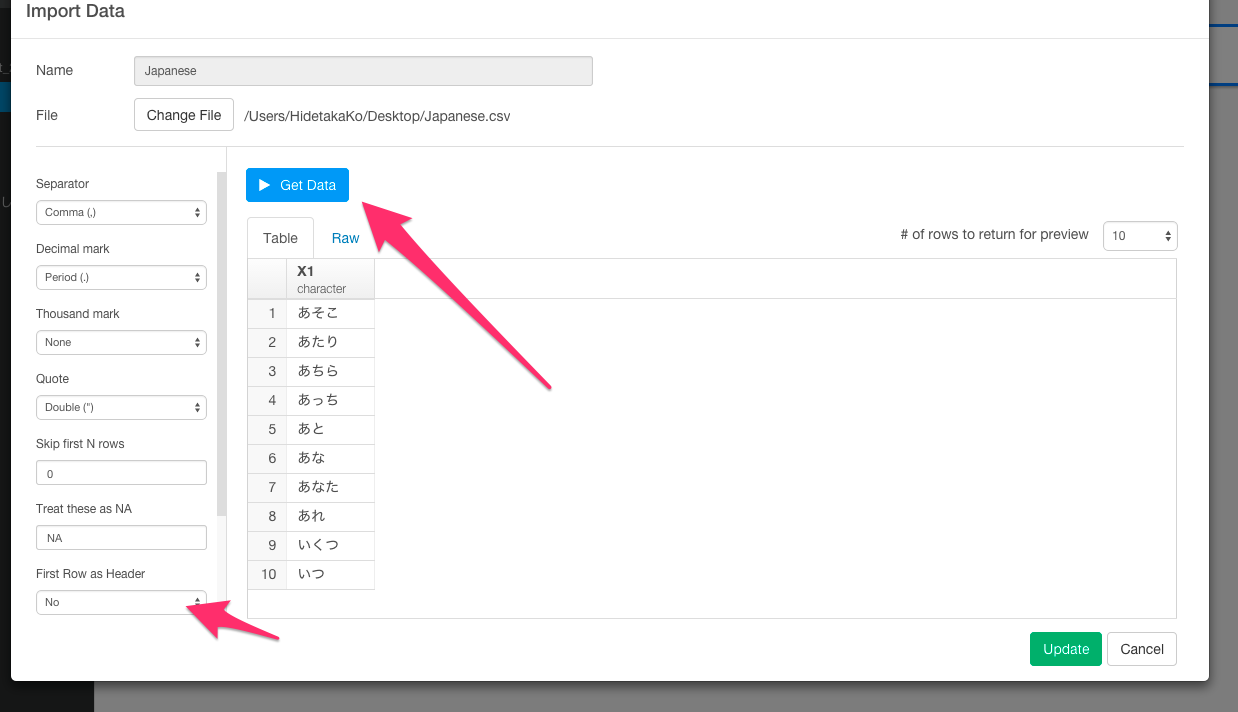 Import Data
Name
Japanese
File
Change File
/Users/HidetakaKo/Desktop/Japanese.csv
Separator
Comma (,)
Decimal mark
Period (.)
Thousand mark
None
Quote
Double (")
Skip first N rows
0
Treat these as NA
NA
First Row as Header
No
Get Data
Table
Raw
# of rows to return for preview
10
X1
character
1 あそこ
2 あたり
3 あちら
4 あっち
5 あと
6 あな
7 あなた
8 あれ
9 いくつ
10 いつ
Update
Cancel